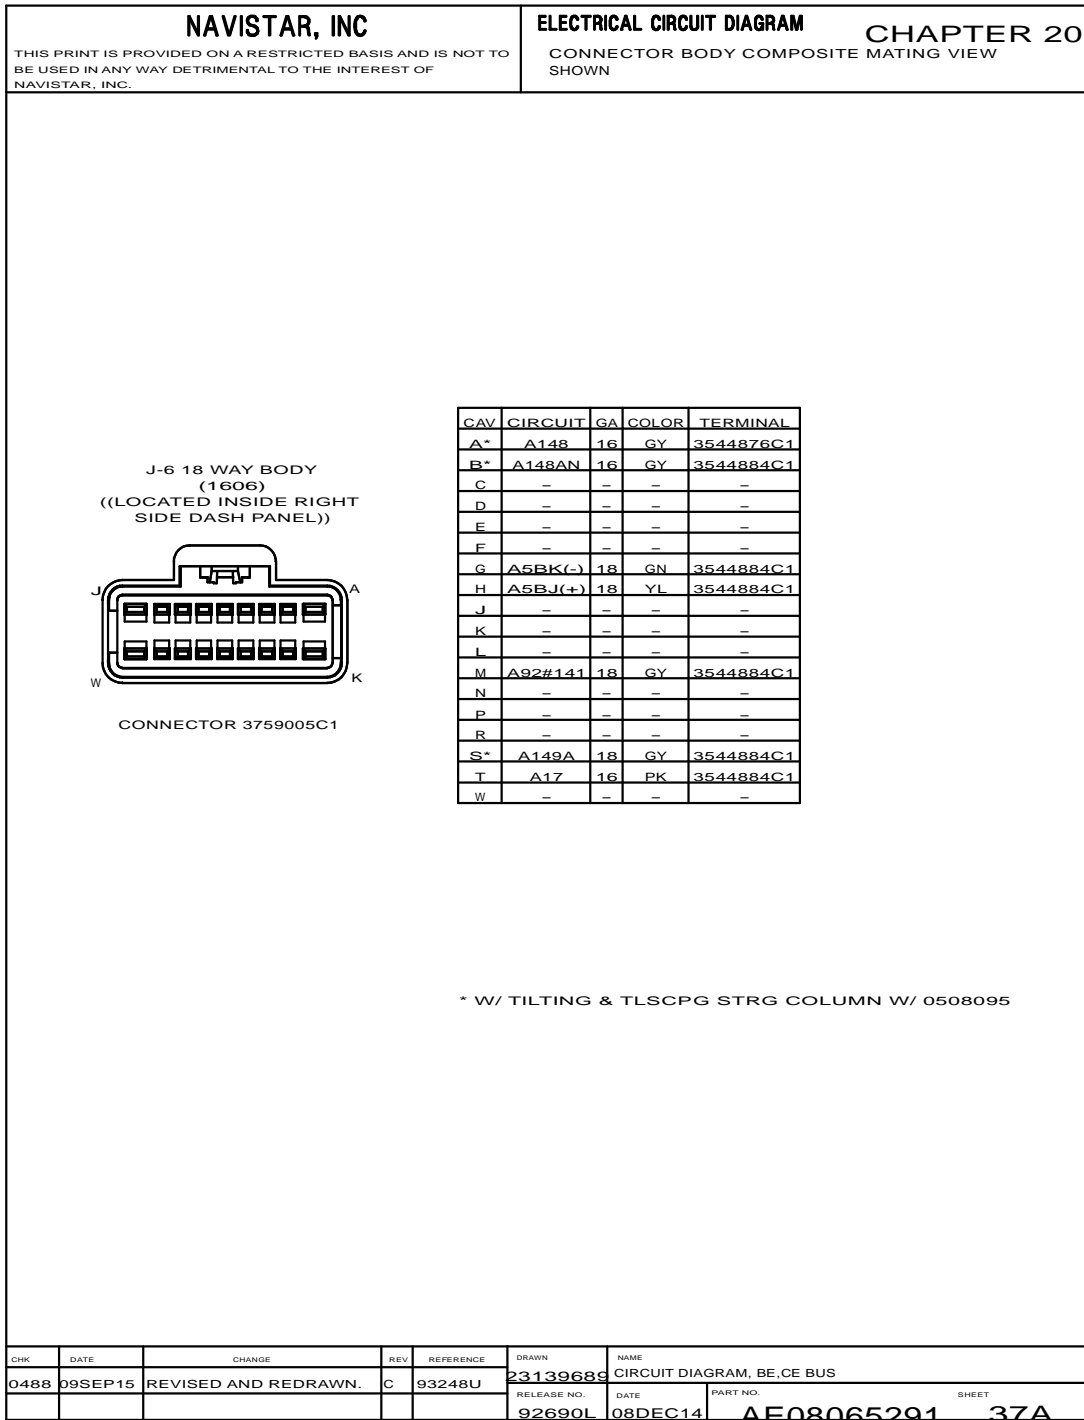 NAVISTAR, INC
THIS PRINT IS PROVIDED ON A RESTRICTED BASIS AND IS NOT TO
BE USED IN ANY WAY DETRIMENTAL TO THE INTEREST OF
NAVISTAR, INC.
ELECTRICAL CIRCUIT DIAGRAM
CHAPTER 20
CONNECTOR BODY COMPOSITE MATING VIEW
SHOWN
J-6 18 WAY BODY
(1606)
((LOCATED INSIDE RIGHT
SIDE DASH PANEL))
J
A
W
K
CONNECTOR 3759005C1
CAV CIRCUIT GA COLOR TERMINAL
A* A148 16 GY 3544876C1
B* A148AN 16 GY 3544884C1
C – – – –
D – – – –
E – – – –
F – – – –
G A5BK(-) 18 GN 3544884C1
H A5BJ(+) 18 YL 3544884C1
J – – – –
K – – – –
L – – – –
M A92#141 18 GY 3544884C1
N – – – –
P – – – –
R – – – –
S* A149A 18 GY 3544884C1
T A17 16 PK 3544884C1
W – – – –
* W/ TILTING & TLSCPG STRG COLUMN W/ 0508095
CHK DATE CHANGE REV REFERENCE
0488 09SEP15 REVISED AND REDRAWN. C 93248U
DRAWN
23139689
NAME
CIRCUIT DIAGRAM, BE,CE BUS
RELEASE NO.
92690L
DATE
08DEC14
PART NO.
AE08065291
SHEET
37A